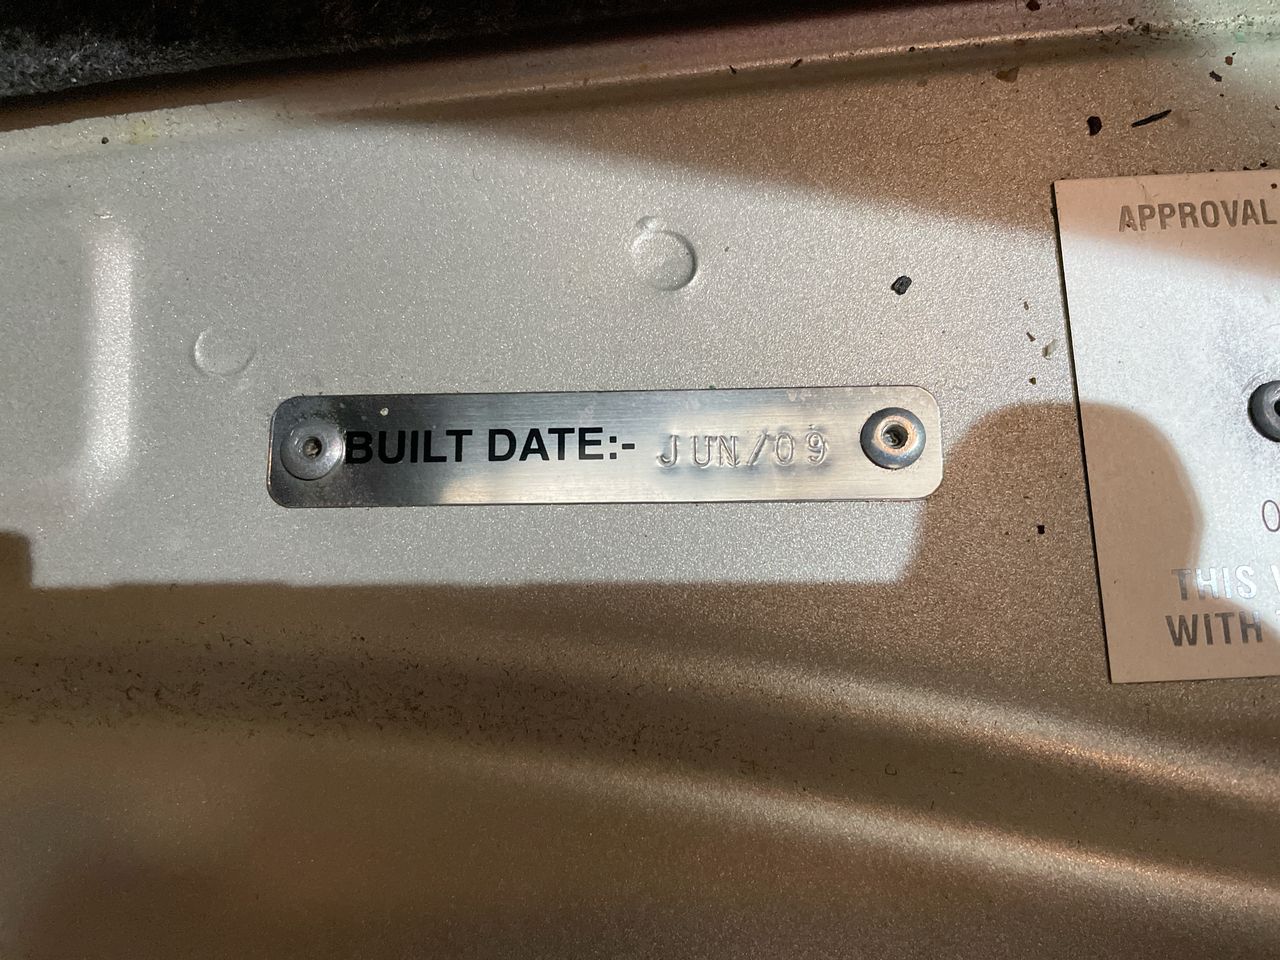 BUILT DATE:- JUN/09
APPROVAL
THIS
WITH